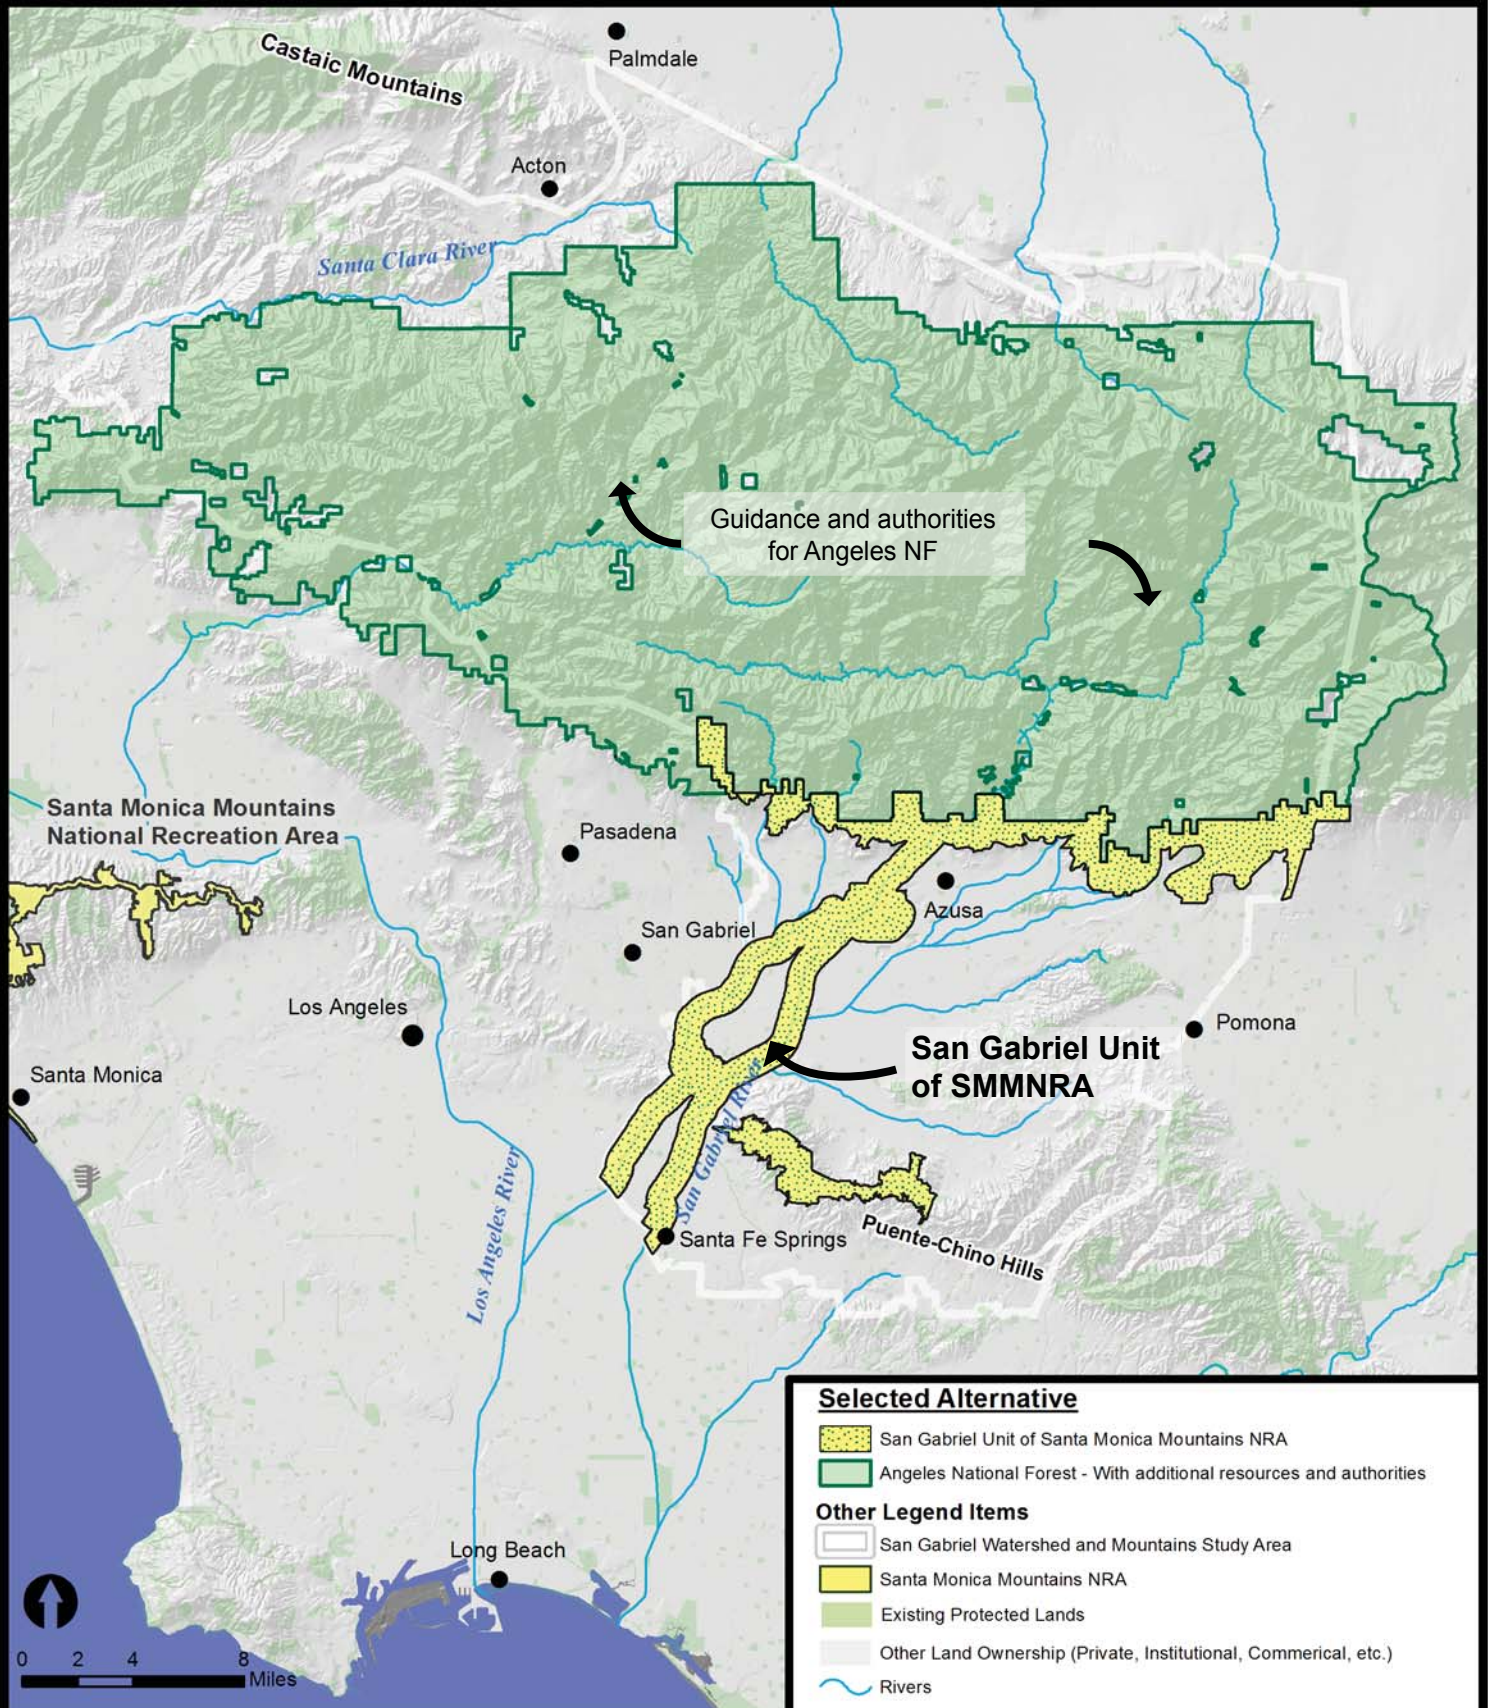 Palmdale
Castaic Mountains
Acton
Santa Clara River
Guidance and authorities
for Angeles NF
Santa Monica Mountains
National Recreation Area
Pasadena
Azusa
San Gabriel
Los Angeles
Pomona
San Gabriel Unit
of SMMNRA
Santa Monica
San Gabriel River
Los Angeles River
Santa Fe Springs
Puente-Chino Hills
Long Beach
0 2 4 8
Miles
Selected Alternative
San Gabriel Unit of Santa Monica Mountains NRA
Angeles National Forest - With additional resources and authorities
Other Legend Items
San Gabriel Watershed and Mountains Study Area
Santa Monica Mountains NRA
Existing Protected Lands
Other Land Ownership (Private, Institutional, Commerical, etc.)
Rivers